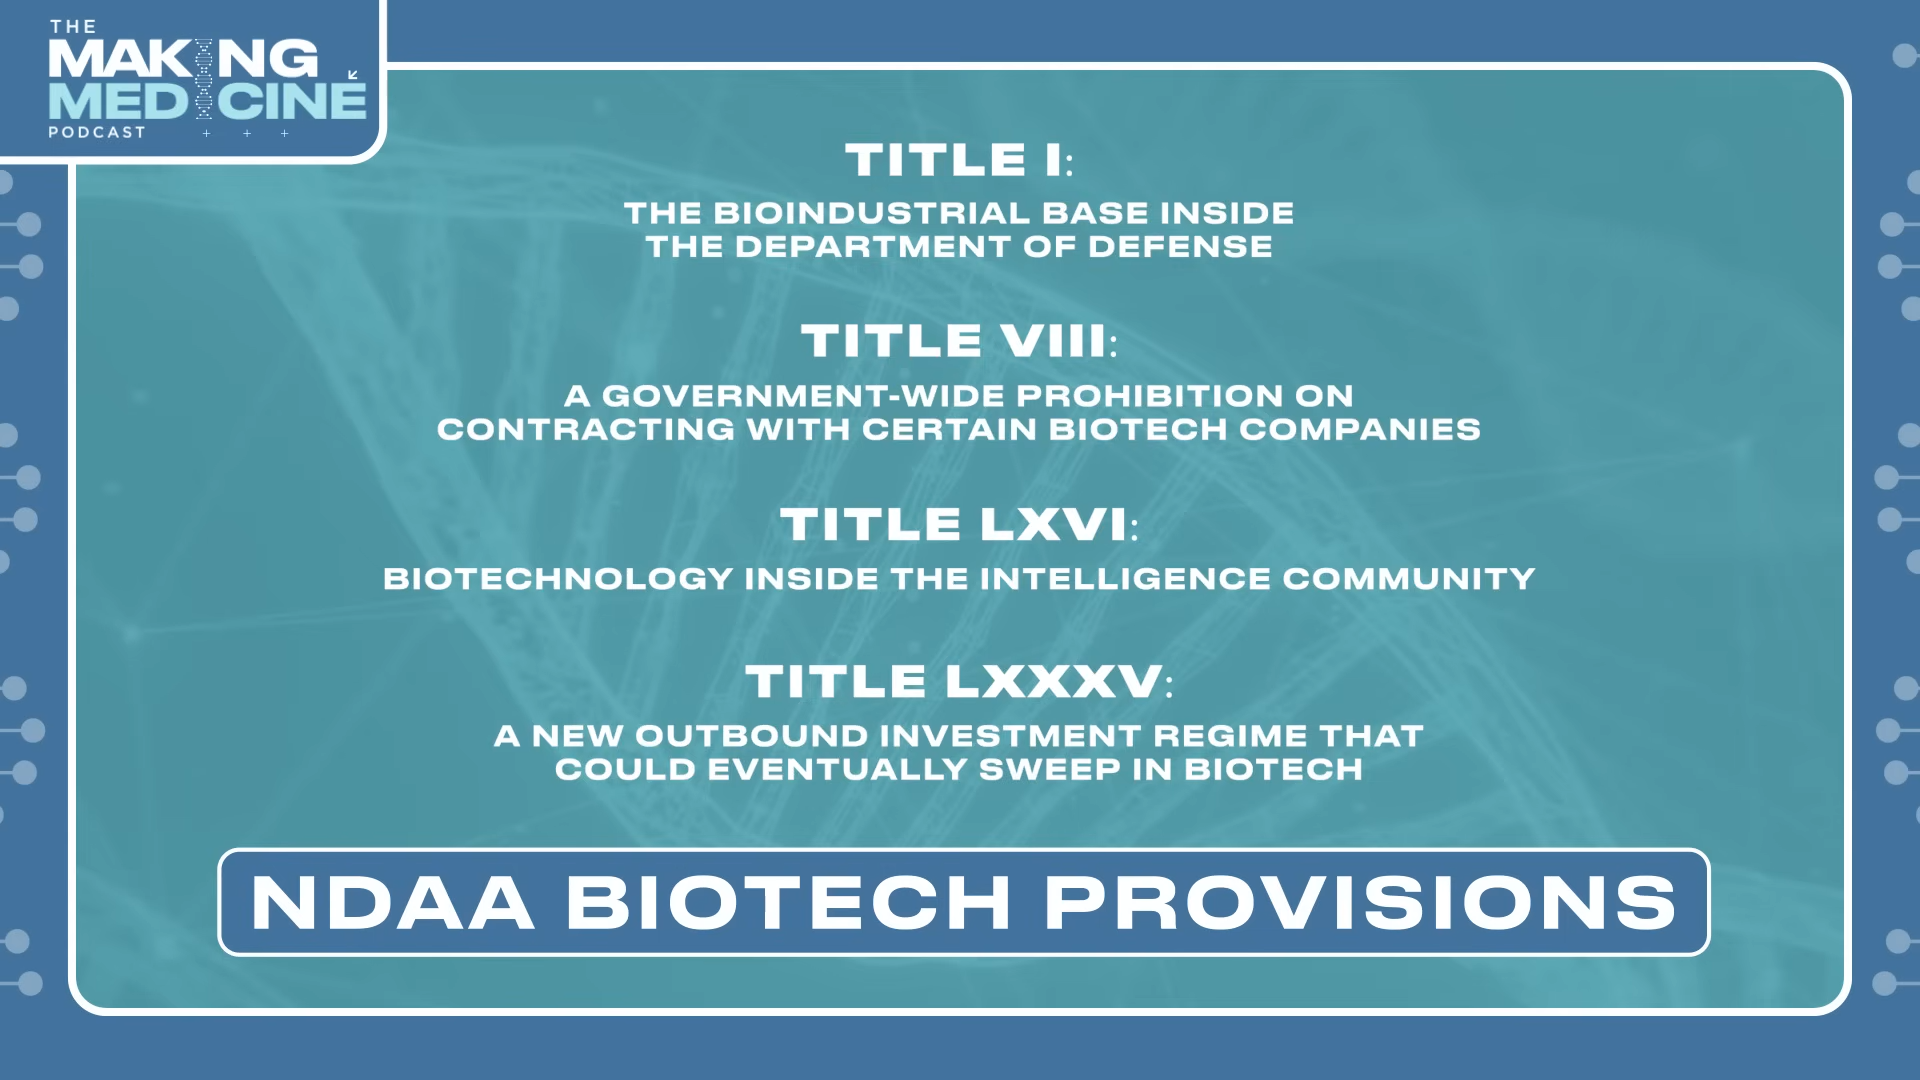 THE
MAKING
MEDICINE
PODCAST
TITLE I:
THE BIOINDUSTRIAL BASE INSIDE
THE DEPARTMENT OF DEFENSE
TITLE VIII:
A GOVERNMENT-WIDE PROHIBITION ON
CONTRACTING WITH CERTAIN BIOTECH COMPANIES
TITLE LXVI:
BIOTECHNOLOGY INSIDE THE INTELLIGENCE COMMUNITY
TITLE LXXXV:
A NEW OUTBOUND INVESTMENT REGIME THAT
COULD EVENTUALLY SWEEP IN BIOTECH
NDAA BIOTECH PROVISIONS